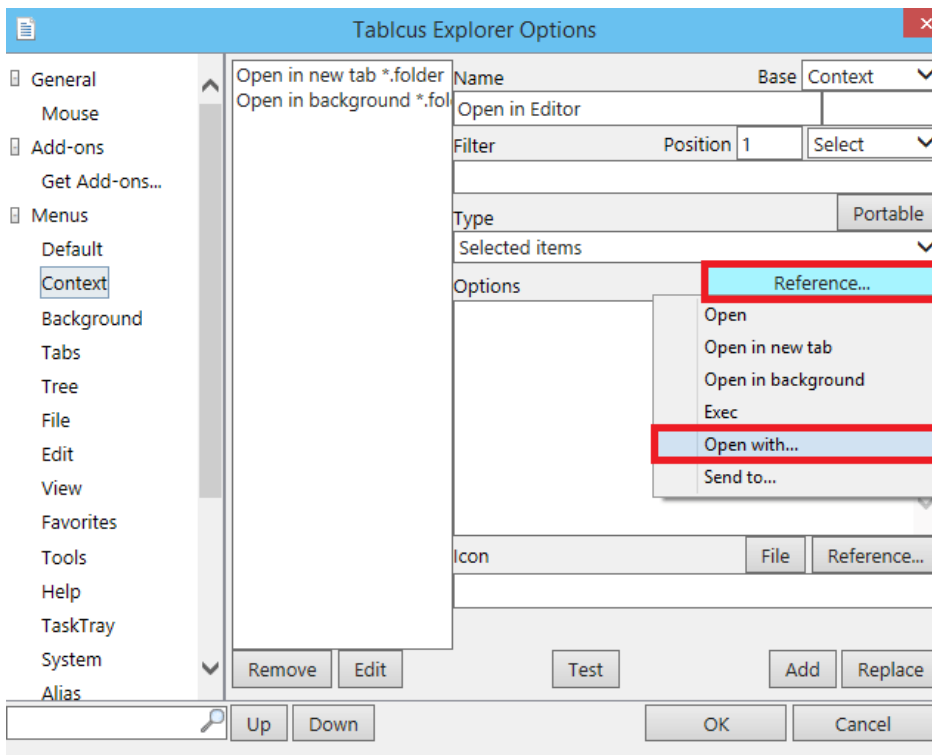 Tablcus Explorer Options
General
Mouse
Add-ons
Get Add-ons...
Menus
Default
Context
Background
Tabs
Tree
File
Edit
View
Favorites
Tools
Help
TaskTray
System
Alias
Open in new tab *.folder
Open in background *.fol
Name
Base
Context
Open in Editor
Filter
Position
1
Select
Type
Portable
Selected items
Options
Reference...
Open
Open in new tab
Open in background
Exec
Open with...
Send to...
Icon
File
Reference...
Remove
Edit
Test
Add
Replace
Up
Down
OK
Cancel